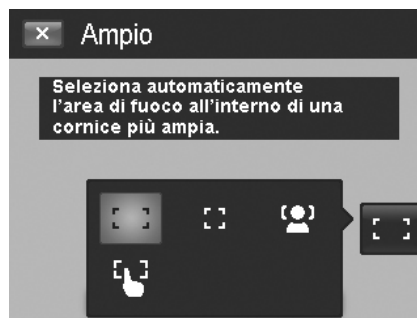 Ampio
Seleziona automaticamente
l'area di fuoco all'interno di una
cornice più ampia.